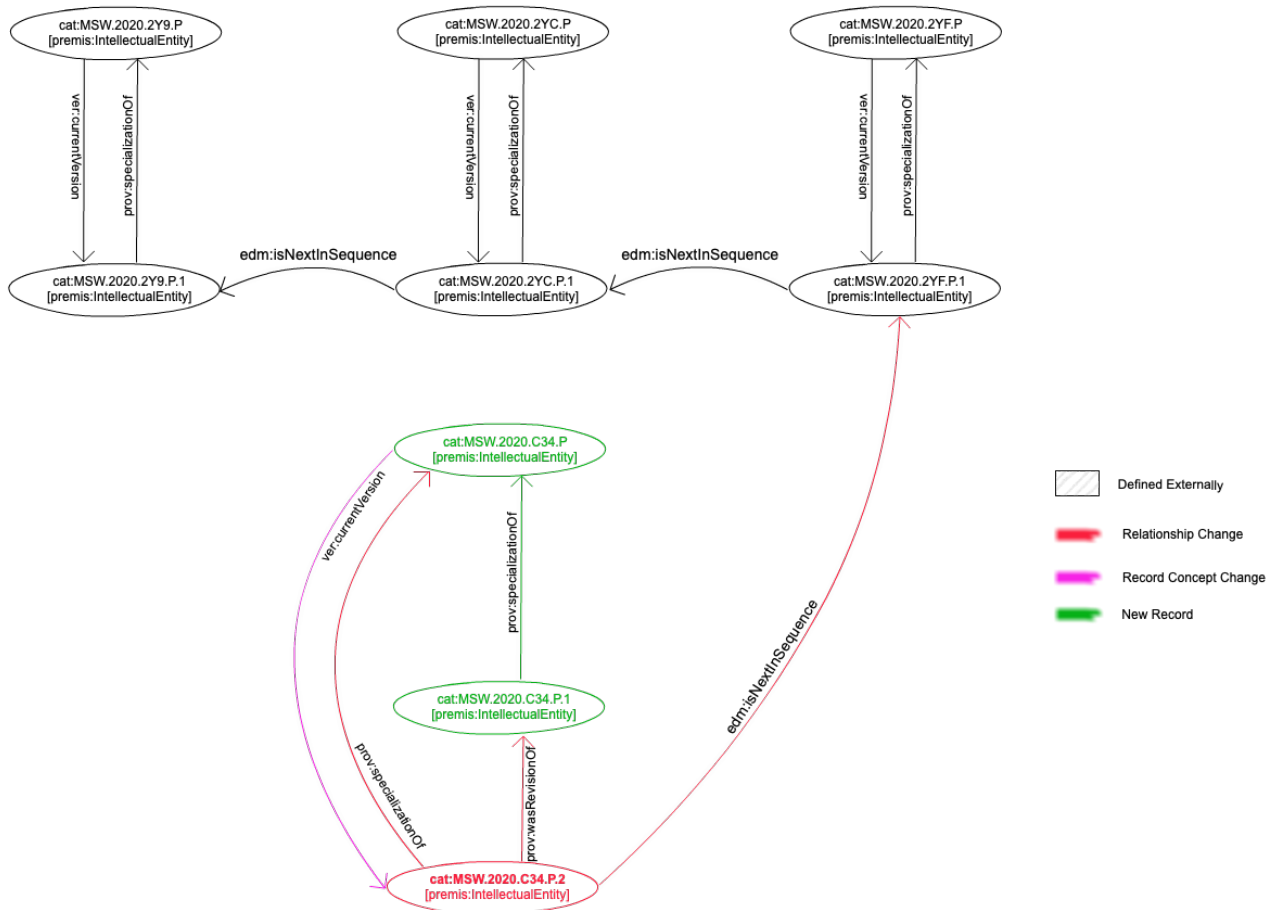 cat:MSW.2020.2Y9.P
[premis:IntellectualEntity]
cat:MSW.2020.2YC.P
[premis:IntellectualEntity]
cat:MSW.2020.2YF.P
[premis:IntellectualEntity]
ver:currentVersion
prov:specializationOf
ver:currentVersion
prov:specializationOf
ver:currentVersion
prov:specializationOf
edm:isNextInSequence
edm:isNextInSequence
cat:MSW.2020.2Y9.P.1
[premis:IntellectualEntity]
cat:MSW.2020.2YC.P.1
[premis:IntellectualEntity]
cat:MSW.2020.2YF.P.1
[premis:IntellectualEntity]
cat:MSW.2020.C34.P
[premis:IntellectualEntity]
ver:currentVersion
prov:specializationOf
cat:MSW.2020.C34.P.1
[premis:IntellectualEntity]
edm:isNextInSequence
prov:specializationOf
prov:wasRevisionOf
cat:MSW.2020.C34.P.2
[premis:IntellectualEntity]
Defined Externally
Relationship Change
Record Concept Change
New Record